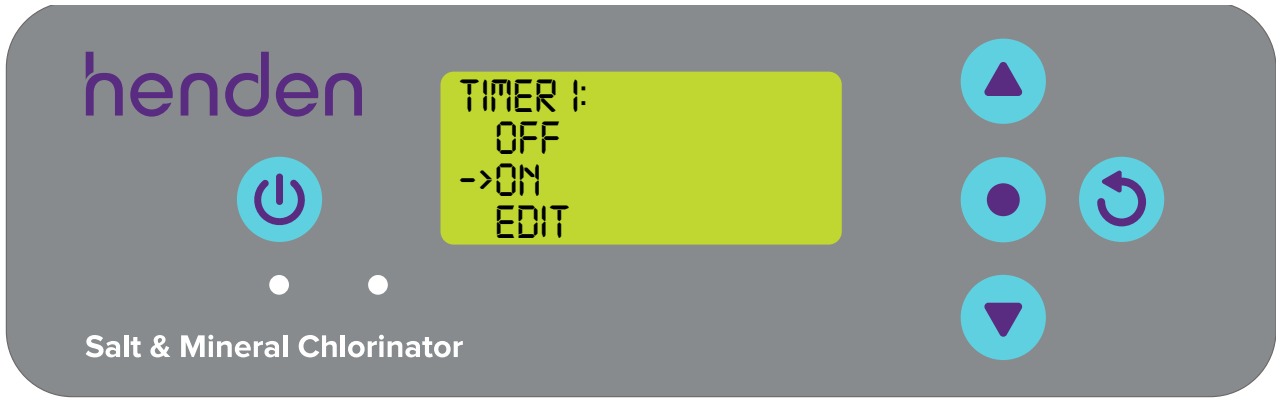 henden
TIMER 1:
OFF
->ON
EDIT
Salt & Mineral Chlorinator